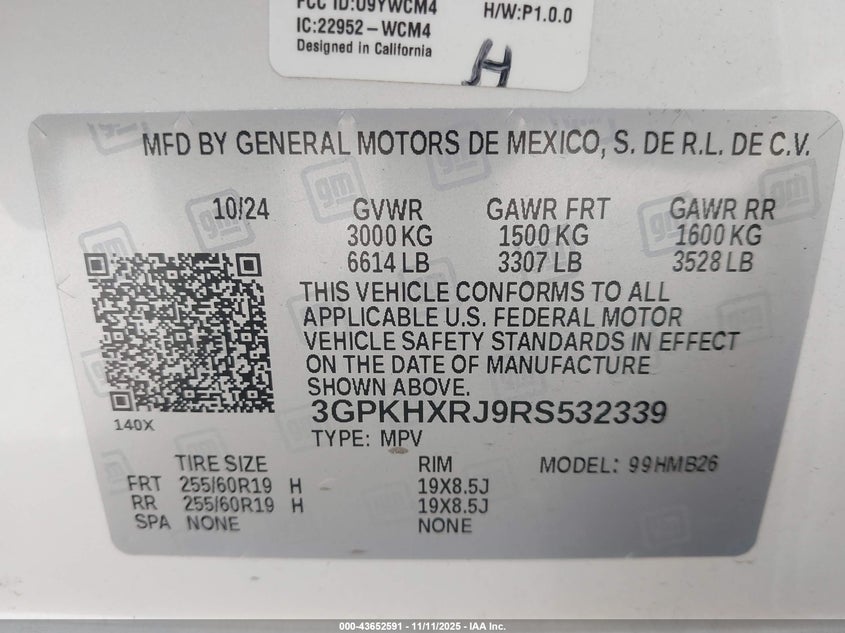 FCC ID:U9YWCM4
IC:22952-WCM4
Designed in California
H/W:P1.0.0
H
MFD BY GENERAL MOTORS DE MEXICO, S. DE R.L. DE C.V.
10/24 GVWR GAWR FRT GAWR RR
3000 KG 1500 KG 1600 KG
6614 LB 3307 LB 3528 LB
THIS VEHICLE CONFORMS TO ALL
APPLICABLE U.S. FEDERAL MOTOR
VEHICLE SAFETY STANDARDS IN EFFECT
ON THE DATE OF MANUFACTURE
SHOWN ABOVE.
3GPKHXRJ9RS532339
140X
TYPE: MPV
TIRE SIZE RIM MODEL: 99HMB26
FRT 255/60R19 H 19X8.5J
RR 255/60R19 H 19X8.5J
SPA NONE NONE
gm
000-43652591 - 11/11/2025 - IAA Inc.